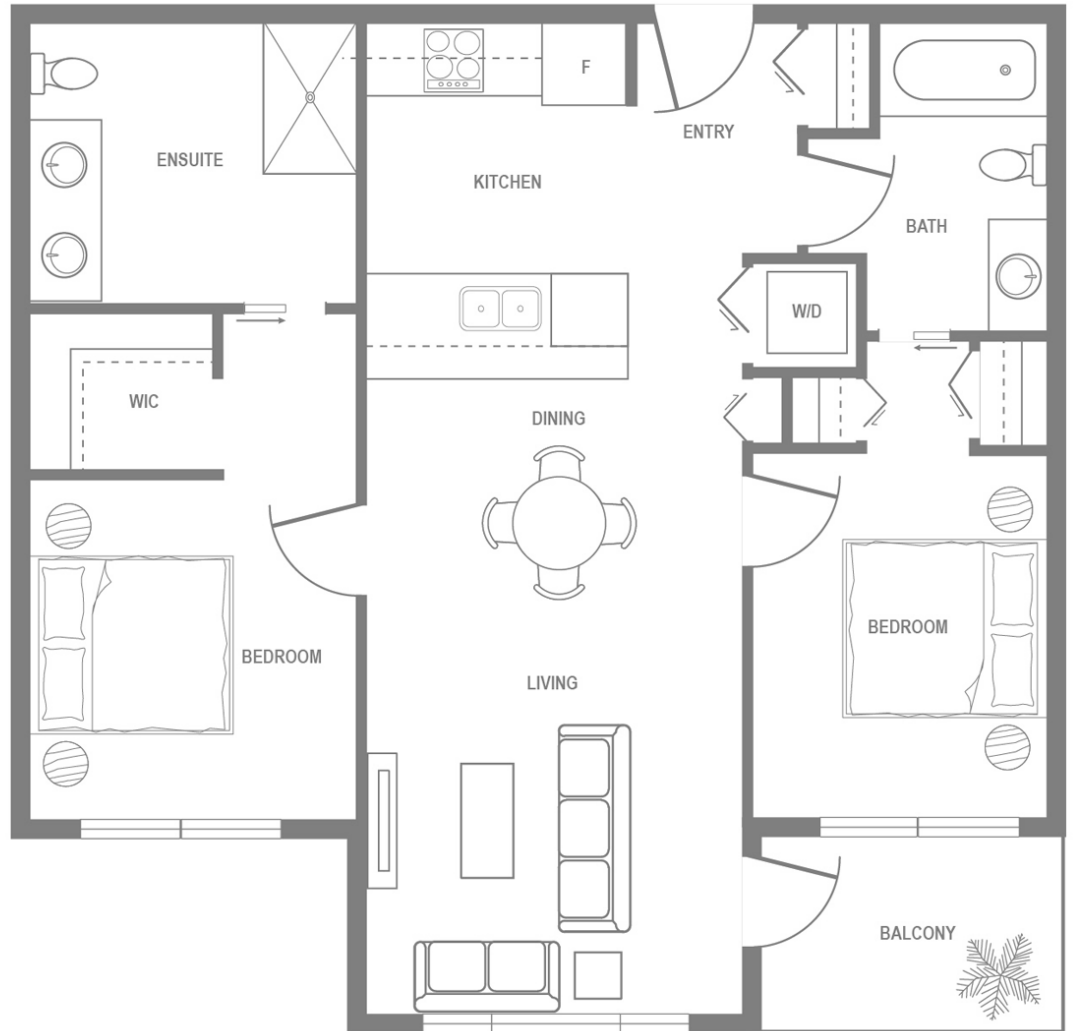 F
ENTRY
ENSUITE
KITCHEN
BATH
W/D
WIC
DINING
BEDROOM
BEDROOM
LIVING
BALCONY